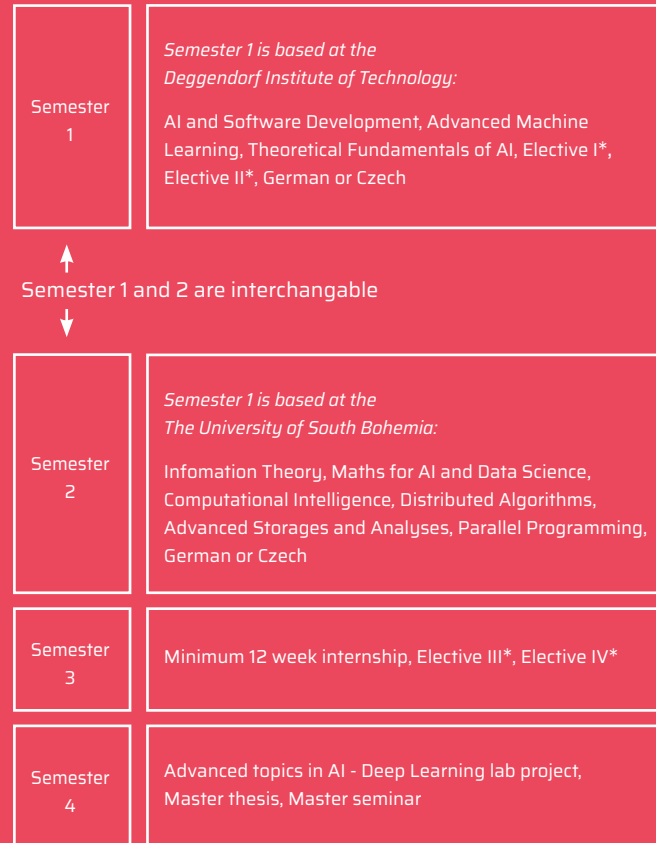 Semester
1
Semester 1 is based at the
Deggendorf Institute of Technology:
AI and Software Development, Advanced Machine
Learning, Theoretical Fundamentals of AI, Elective I*,
Elective II*, German or Czech
Semester 1 and 2 are interchangable
Semester
2
Semester 1 is based at the
The University of South Bohemia:
Infomation Theory, Maths for AI and Data Science,
Computational Intelligence, Distributed Algorithms,
Advanced Storages and Analyses, Parallel Programming,
German or Czech
Semester
3
Minimum 12 week internship, Elective III*, Elective IV*
Semester
4
Advanced topics in AI - Deep Learning lab project,
Master thesis, Master seminar